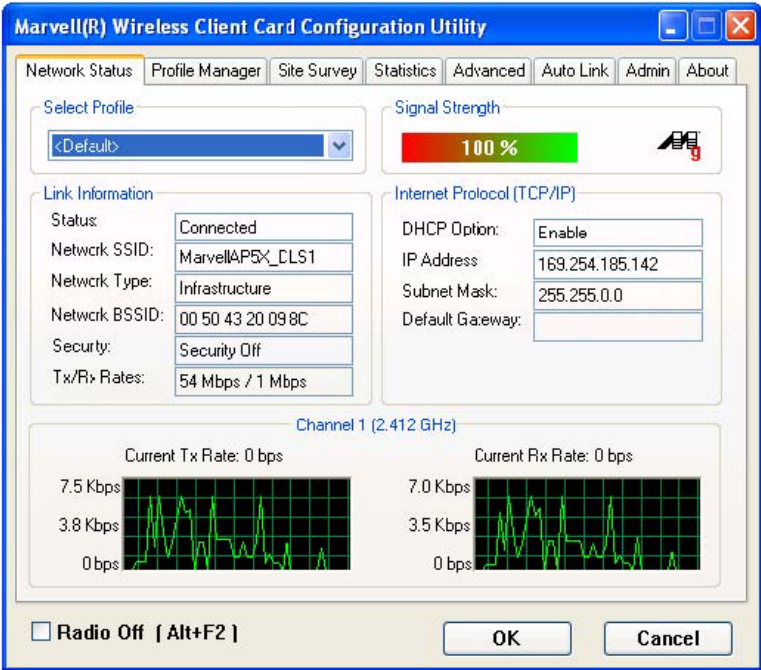 Marvell(R) Wireless Client Card Configuration Utility
Network Status Profile Manager Site Survey Statistics Advanced Auto Link Admin About
Select Profile
<Default>
Signal Strength
100 %
g
Link Information
Status:
Connected
Network SSID:
MarvellAP5X_CLS1
Network Type:
Infrastructure
Network BSSID:
00 50 43 20 09 8C
Securty:
Security Off
Tx/Rx Rates:
54 Mbps / 1 Mbps
Internet Protocol (TCP/IP)
DHCP Option:
Enable
IP Address
169.254.185.142
Subnet Mask:
255.255.0.0
Default Gateway:
Channel 1 (2.412 GHz)
Current Tx Rate: 0 bps
7.5 Kbps
3.8 Kbps
0 bps
Current Rx Rate: 0 bps
7.0 Kbps
3.5 Kbps
0 bps
Radio Off ( Alt+F2 )
OK
Cancel